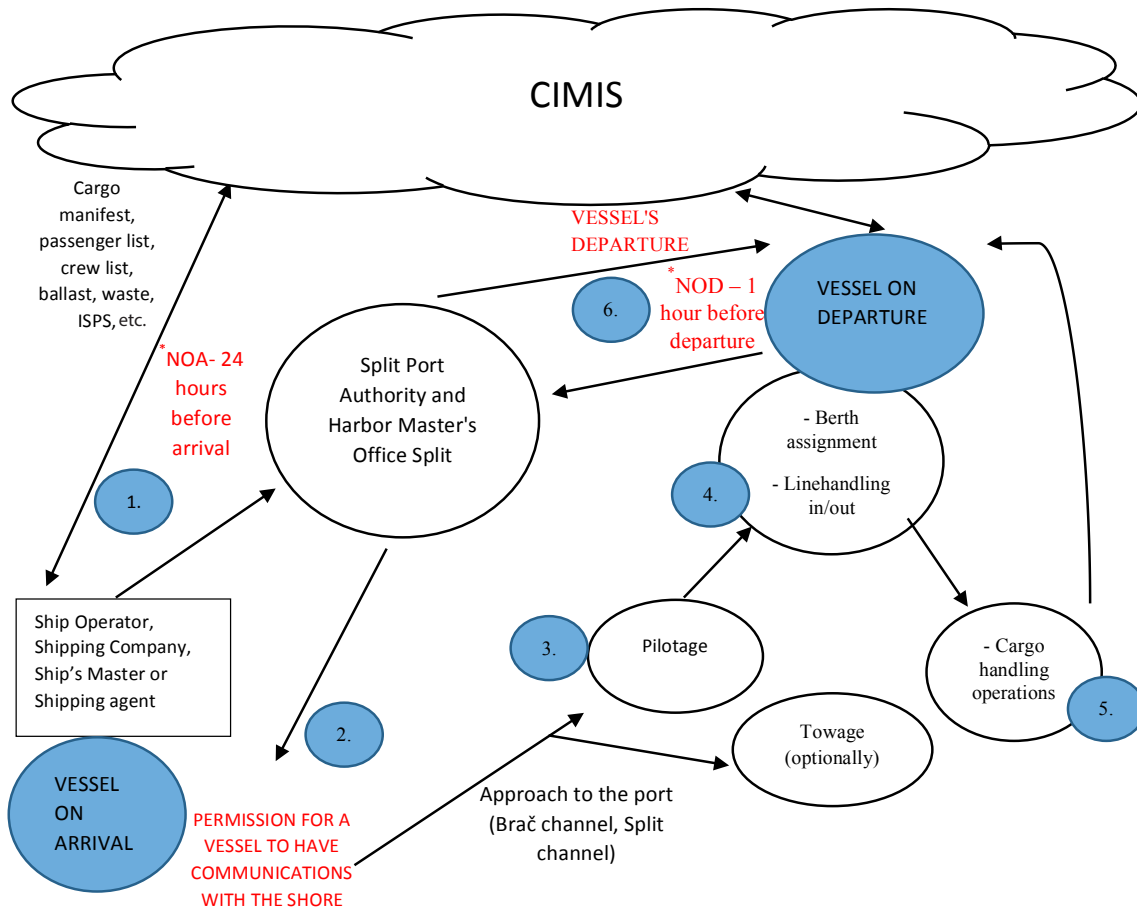 CIMIS
Cargo
manifest,
passenger list,
crew list,
ballast, waste,
ISPS, etc.
*NOA- 24
hours
before
arrival
1.
Ship Operator,
Shipping Company,
Ship’s Master or
Shipping agent
VESSEL
ON
ARRIVAL
Split Port
Authority and
Harbor Master's
Office Split
2.
PERMISSION FOR A
VESSEL TO HAVE
COMMUNICATIONS
WITH THE SHORE
Approach to the port
(Brač channel, Split
channel)
3.
Pilotage
Towage
(optionally)
4.
- Berth
assignment
- Linehandling
in/out
- Cargo
handling
operations
5.
VESSEL'S
DEPARTURE
6.
*NOD – 1
hour before
departure
VESSEL ON
DEPARTURE